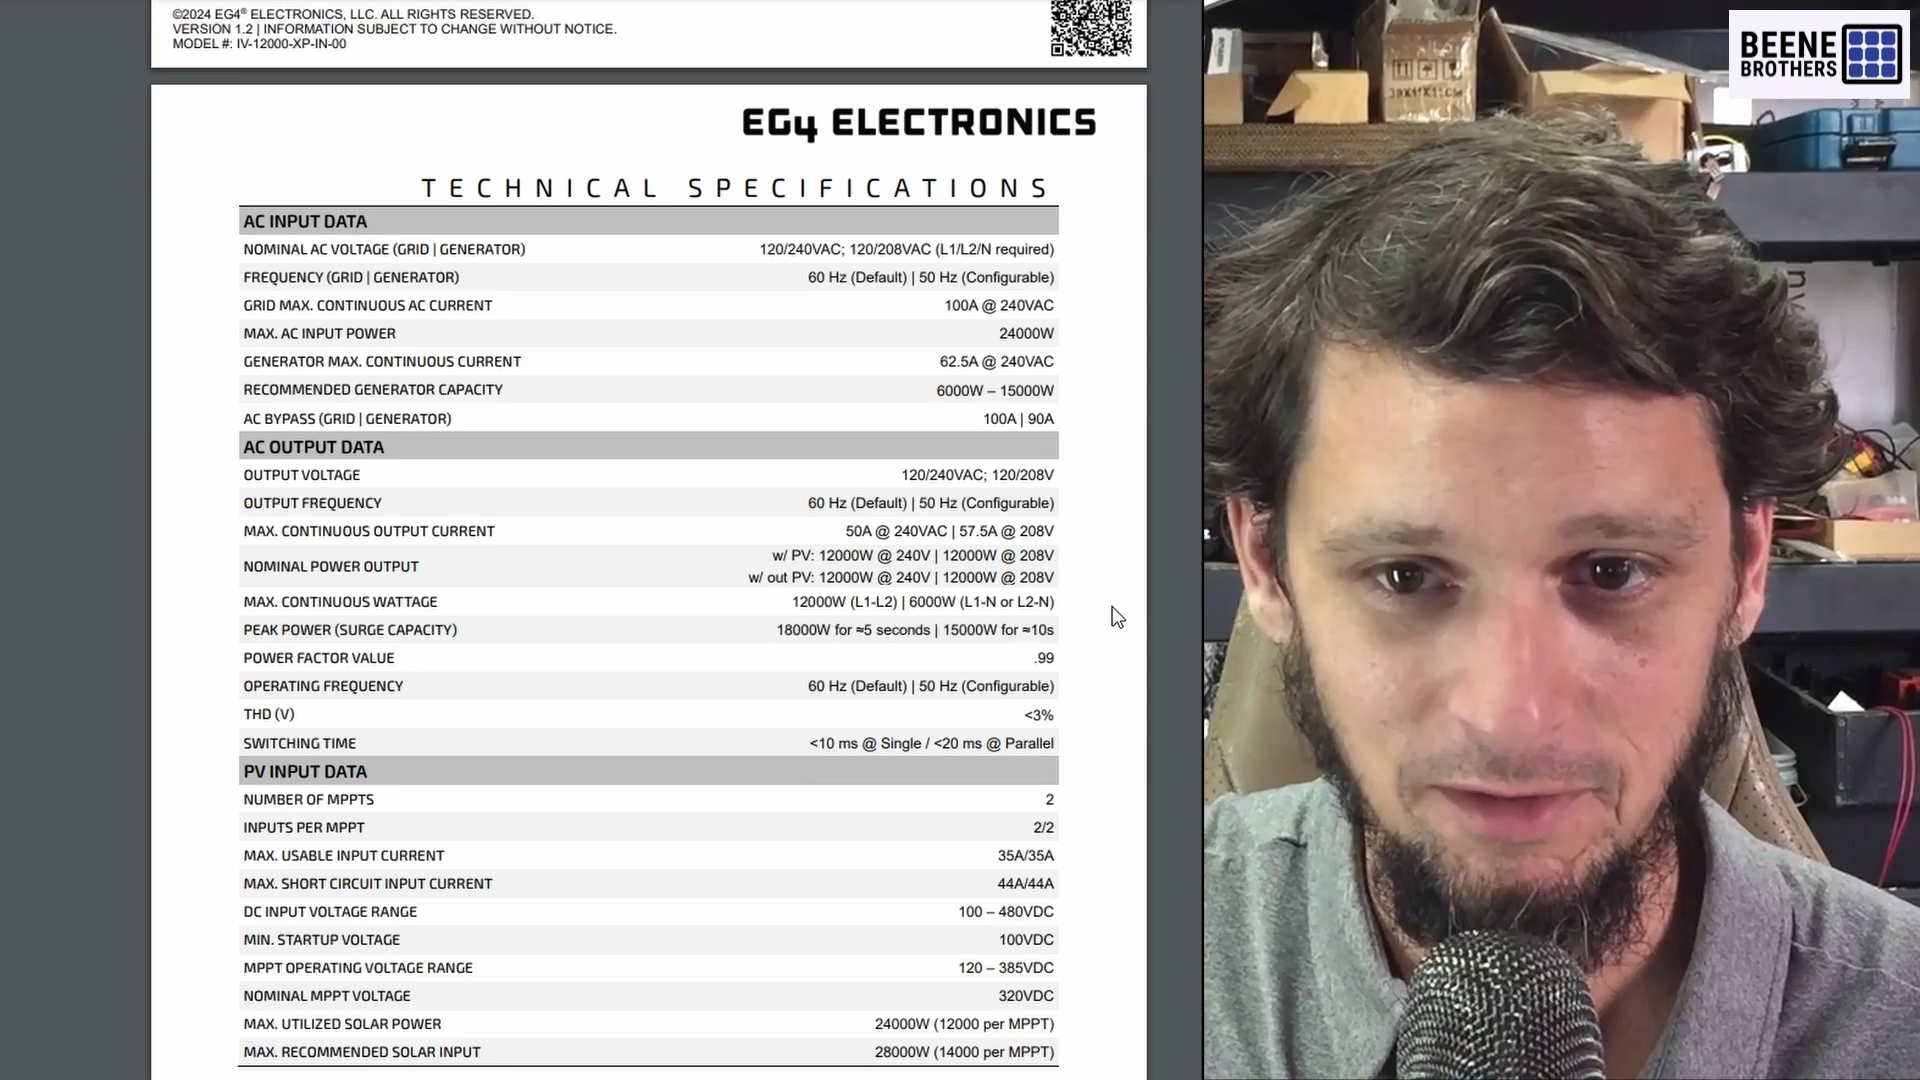 ©2024 EG4® ELECTRONICS, LLC. ALL RIGHTS RESERVED.
VERSION 1.2 | INFORMATION SUBJECT TO CHANGE WITHOUT NOTICE.
MODEL #: IV-12000-XP-IN-00
EG4 ELECTRONICS
TECHNICAL SPECIFICATIONS
AC INPUT DATA
NOMINAL AC VOLTAGE (GRID | GENERATOR) 120/240VAC; 120/208VAC (L1/L2/N required)
FREQUENCY (GRID | GENERATOR) 60 Hz (Default) | 50 Hz (Configurable)
GRID MAX. CONTINUOUS AC CURRENT 100A @ 240VAC
MAX. AC INPUT POWER 24000W
GENERATOR MAX. CONTINUOUS CURRENT 62.5A @ 240VAC
RECOMMENDED GENERATOR CAPACITY 6000W – 15000W
AC BYPASS (GRID | GENERATOR) 100A | 90A
AC OUTPUT DATA
OUTPUT VOLTAGE 120/240VAC; 120/208V
OUTPUT FREQUENCY 60 Hz (Default) | 50 Hz (Configurable)
MAX. CONTINUOUS OUTPUT CURRENT 50A @ 240VAC | 57.5A @ 208V
NOMINAL POWER OUTPUT w/ PV: 12000W @ 240V | 12000W @ 208V
w/ out PV: 12000W @ 240V | 12000W @ 208V
MAX. CONTINUOUS WATTAGE 12000W (L1-L2) | 6000W (L1-N or L2-N)
PEAK POWER (SURGE CAPACITY) 18000W for ≈5 seconds | 15000W for ≈10s
POWER FACTOR VALUE .99
OPERATING FREQUENCY 60 Hz (Default) | 50 Hz (Configurable)
THD (V) <3%
SWITCHING TIME <10 ms @ Single / <20 ms @ Parallel
PV INPUT DATA
NUMBER OF MPPTS 2
INPUTS PER MPPT 2/2
MAX. USABLE INPUT CURRENT 35A/35A
MAX. SHORT CIRCUIT INPUT CURRENT 44A/44A
DC INPUT VOLTAGE RANGE 100 – 480VDC
MIN. STARTUP VOLTAGE 100VDC
MPPT OPERATING VOLTAGE RANGE 120 – 385VDC
NOMINAL MPPT VOLTAGE 320VDC
MAX. UTILIZED SOLAR POWER 24000W (12000 per MPPT)
MAX. RECOMMENDED SOLAR INPUT 28000W (14000 per MPPT)
BEENE
BROTHERS